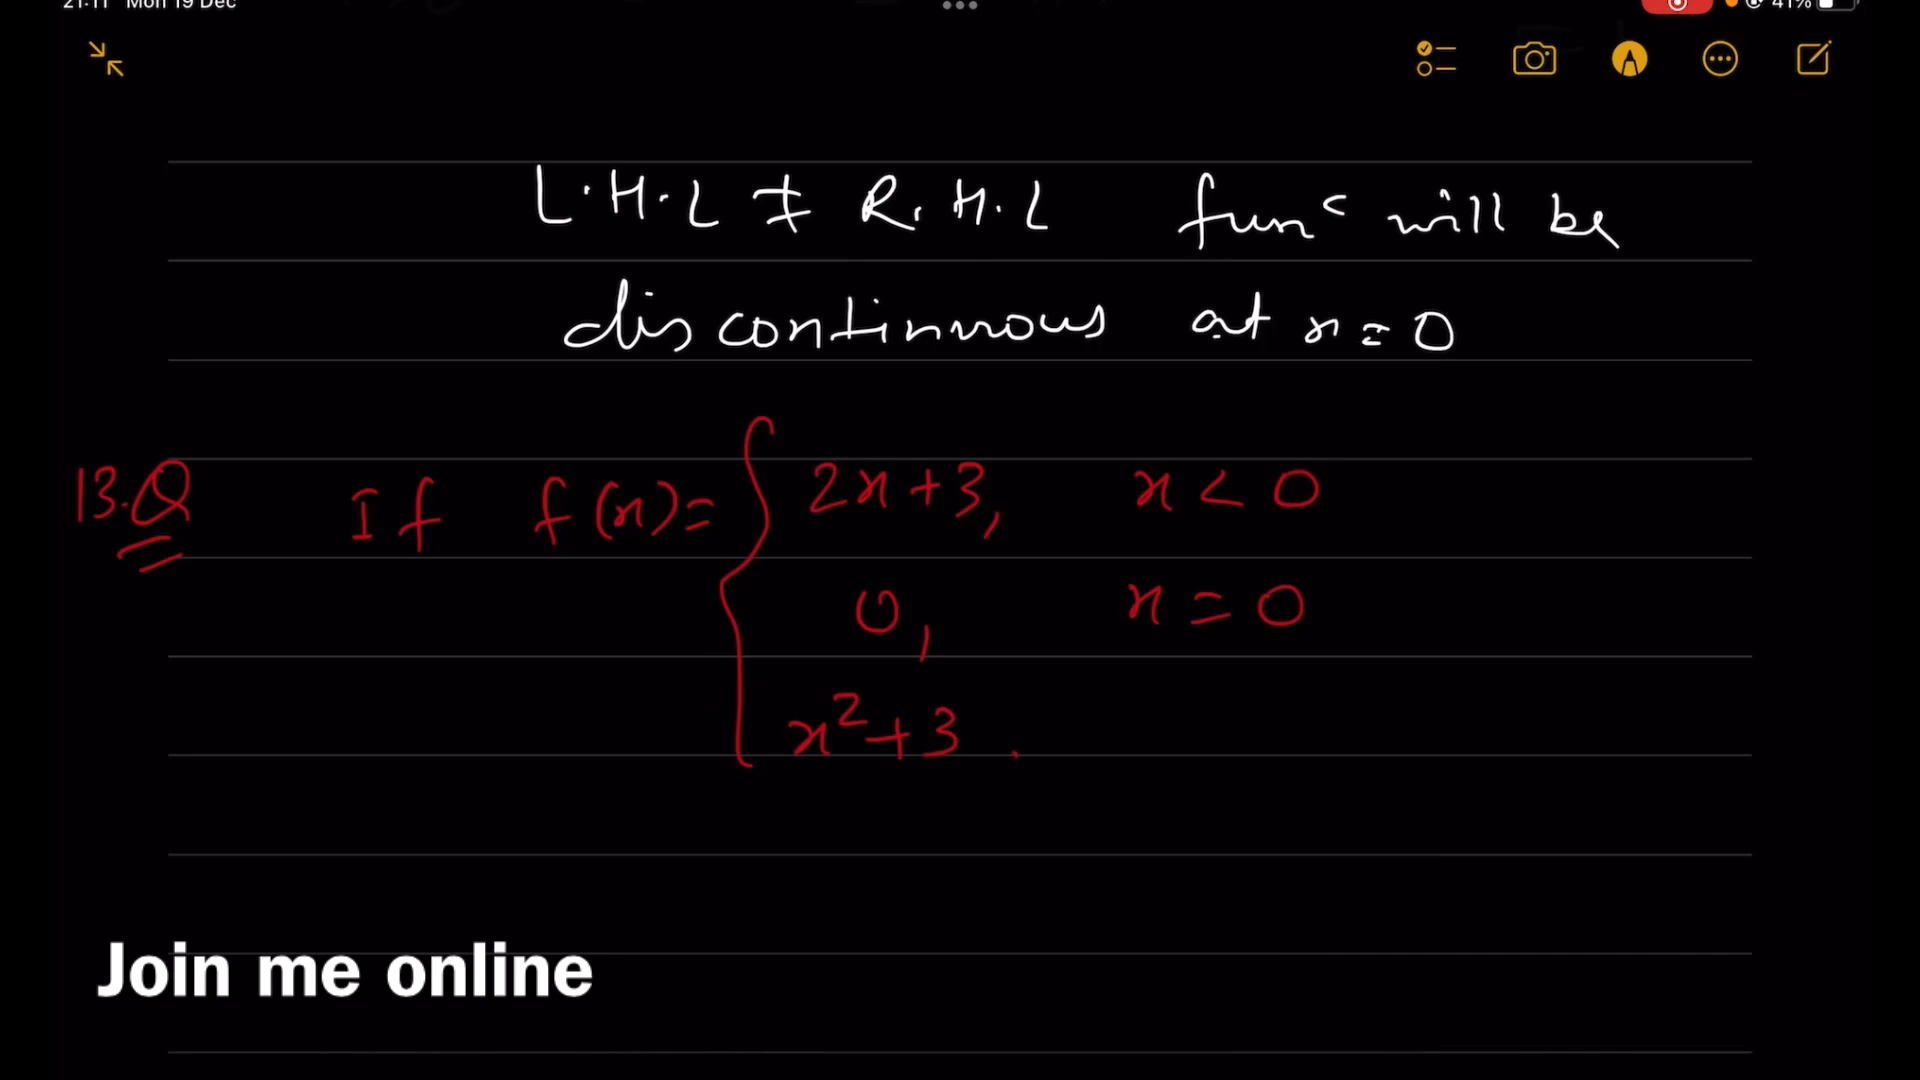 L.H.L ≠ R.H.L func will be
discontinuous at x = 0
13.Q If f(x) = { 2x+3, x < 0
0, x = 0
x²+3 .
Join me online